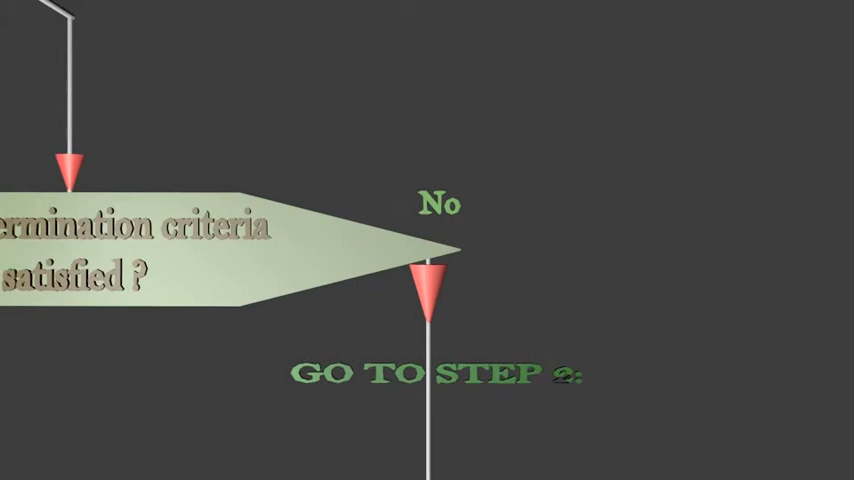 ermination criteria
satisfied ?
No
GO TO STEP 2: